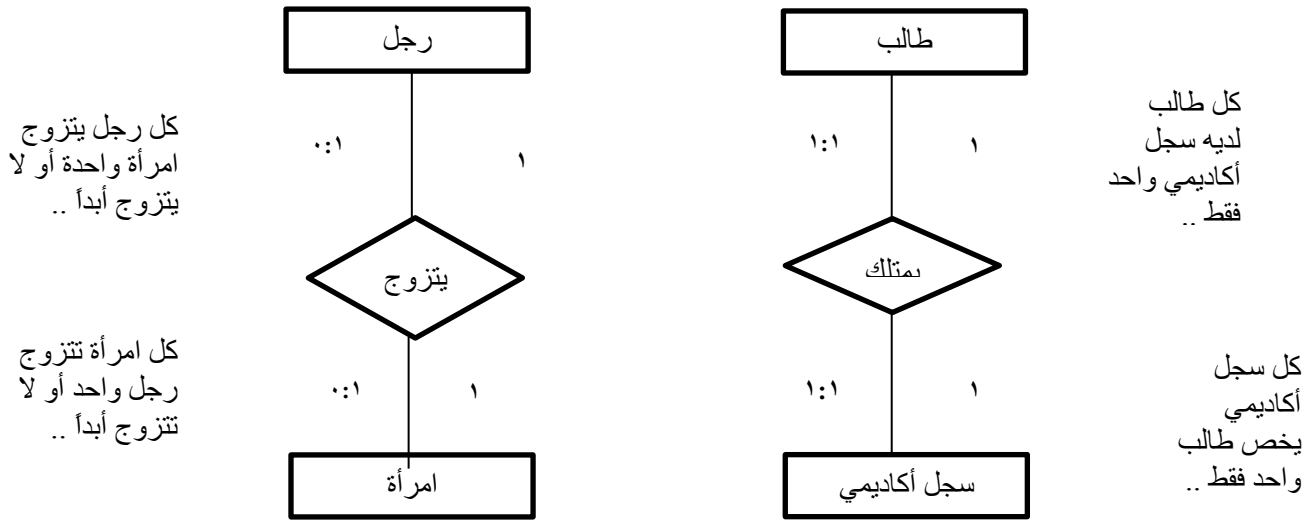 طالب
كل طالب
لديه سجل
أكاديمي واحد
فقط ..
١
١:١
يمتلك
كل سجل
أكاديمي
يخص طالب
واحد فقط ..
١
١:١
سجل أكاديمي
رجل
١
٠:١
كل رجل يتزوج
امرأة واحدة أو لا
يتزوج أبداً ..
يتزوج
١
٠:١
كل امرأة تتزوج
رجل واحد أو لا
تتزوج أبداً ..
امرأة